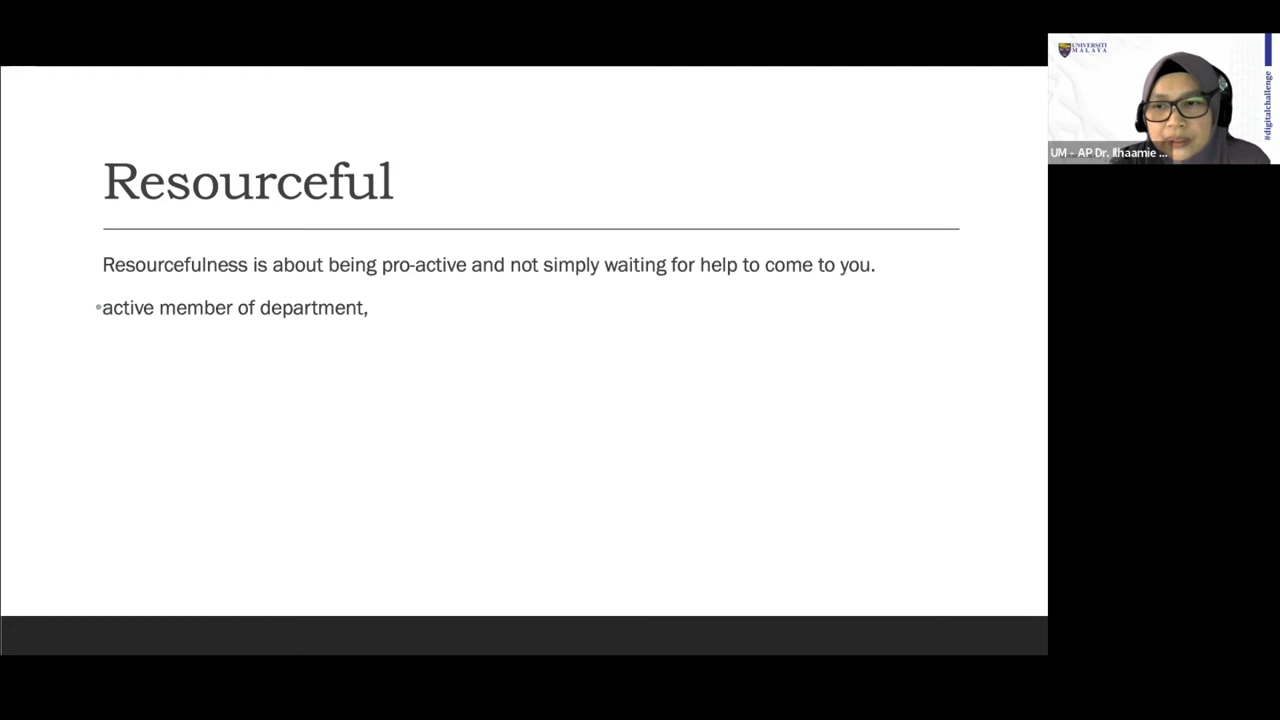 Resourceful
Resourcefulness is about being pro-active and not simply waiting for help to come to you.
•active member of department,
UNIVERSITI
MALAYA
#digitalchallenge
UM - AP Dr. Khaamie ...